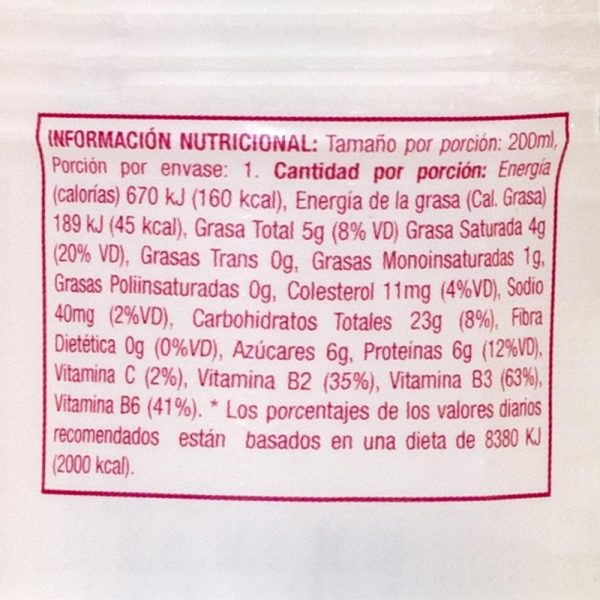 INFORMACIÓN NUTRICIONAL: Tamaño por porción: 200ml,
Porción por envase: 1. Cantidad por porción: Energía
(calorías) 670 kJ (160 kcal), Energía de la grasa (Cal. Grasa)
189 kJ (45 kcal), Grasa Total 5g (8% VD) Grasa Saturada 4g
(20% VD), Grasas Trans 0g, Grasas Monoinsaturadas 1g,
Grasas Poliinsaturadas 0g, Colesterol 11mg (4%VD), Sodio
40mg (2%VD), Carbohidratos Totales 23g (8%), Fibra
Dietética 0g (0%VD), Azúcares 6g, Proteínas 6g (12%VD),
Vitamina C (2%), Vitamina B2 (35%), Vitamina B3 (63%),
Vitamina B6 (41%). * Los porcentajes de los valores diarios
recomendados están basados en una dieta de 8380 KJ
(2000 kcal).